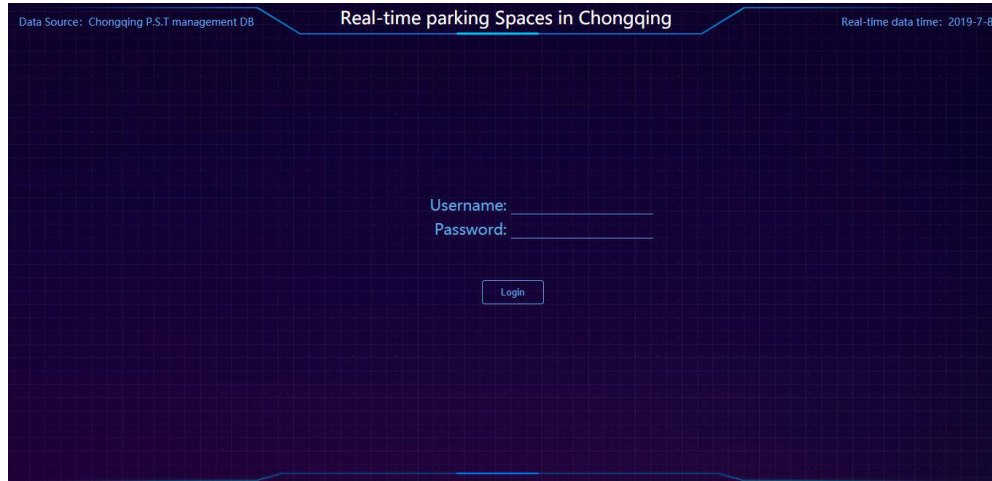 Data Source: Chongqing P.S.T management DB
Real-time parking Spaces in Chongqing
Real-time data time: 2019-7-8
Username:
Password:
Login